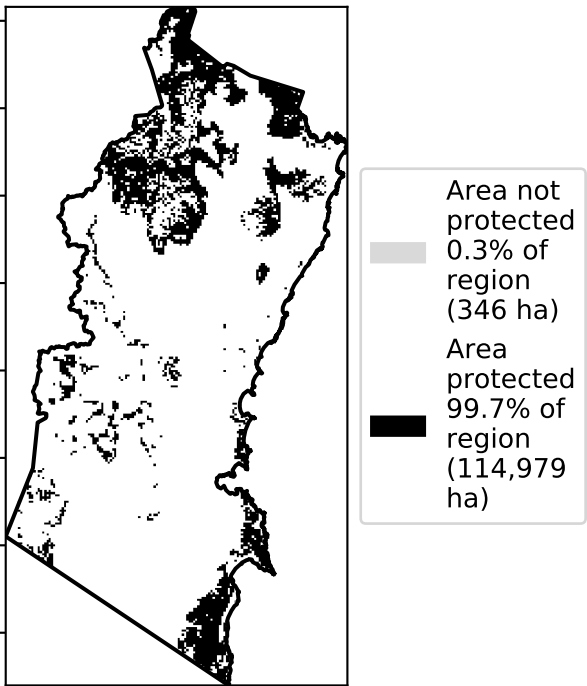 Area not
protected
0.3% of
region
(346 ha)
Area
protected
99.7% of
region
(114,979
ha)